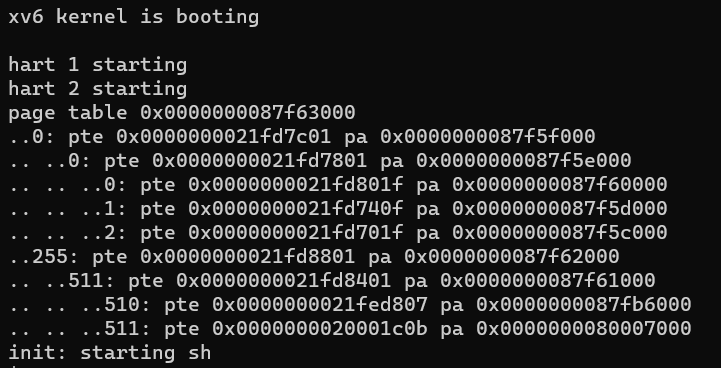 xv6 kernel is booting
hart 1 starting
hart 2 starting
page table 0x0000000087f63000
..0: pte 0x0000000021fd7c01 pa 0x0000000087f5f000
.. ..0: pte 0x0000000021fd7801 pa 0x0000000087f5e000
.. .. ..0: pte 0x0000000021fd801f pa 0x0000000087f60000
.. .. ..1: pte 0x0000000021fd740f pa 0x0000000087f5d000
.. .. ..2: pte 0x0000000021fd701f pa 0x0000000087f5c000
..255: pte 0x0000000021fd8801 pa 0x0000000087f62000
.. ..511: pte 0x0000000021fd8401 pa 0x0000000087f61000
.. .. ..510: pte 0x0000000021fed807 pa 0x0000000087fb6000
.. .. ..511: pte 0x0000000020001c0b pa 0x0000000080007000
init: starting sh